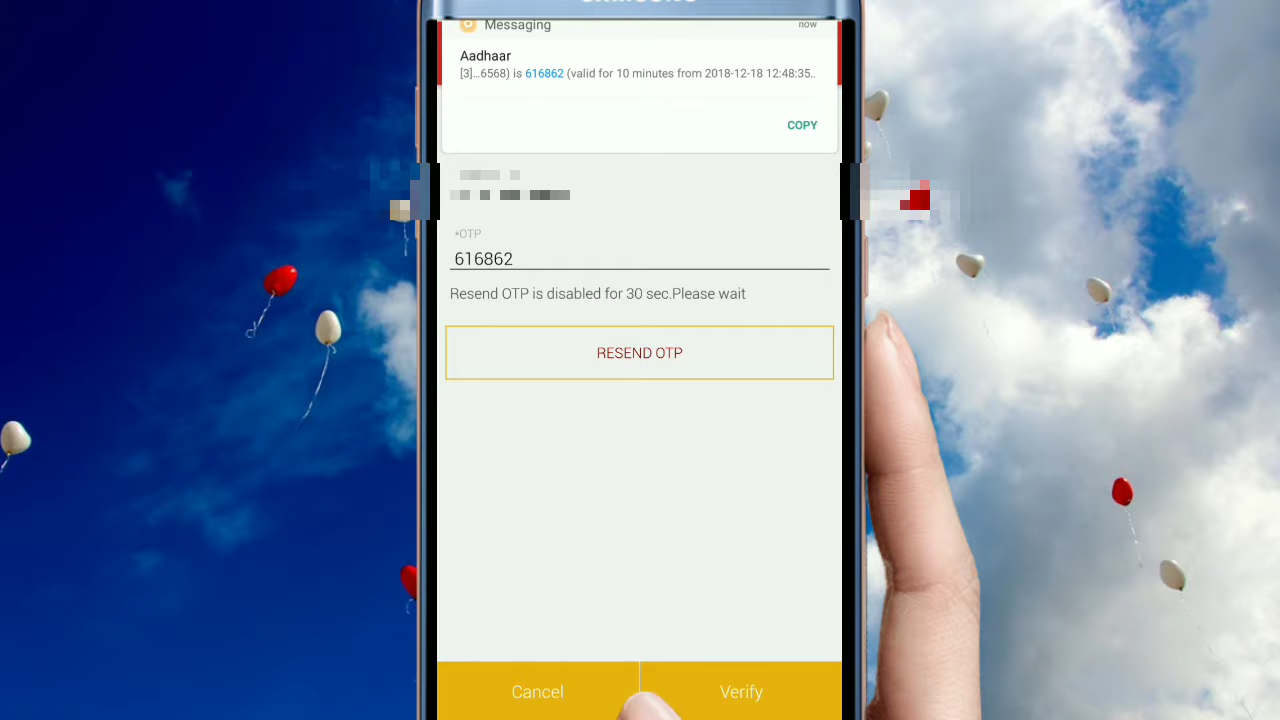 Messaging now
Aadhaar
[3]...6568) is 616862 (valid for 10 minutes from 2018-12-18 12:48:35..
COPY
*OTP
616862
Resend OTP is disabled for 30 sec.Please wait
RESEND OTP
Cancel Verify